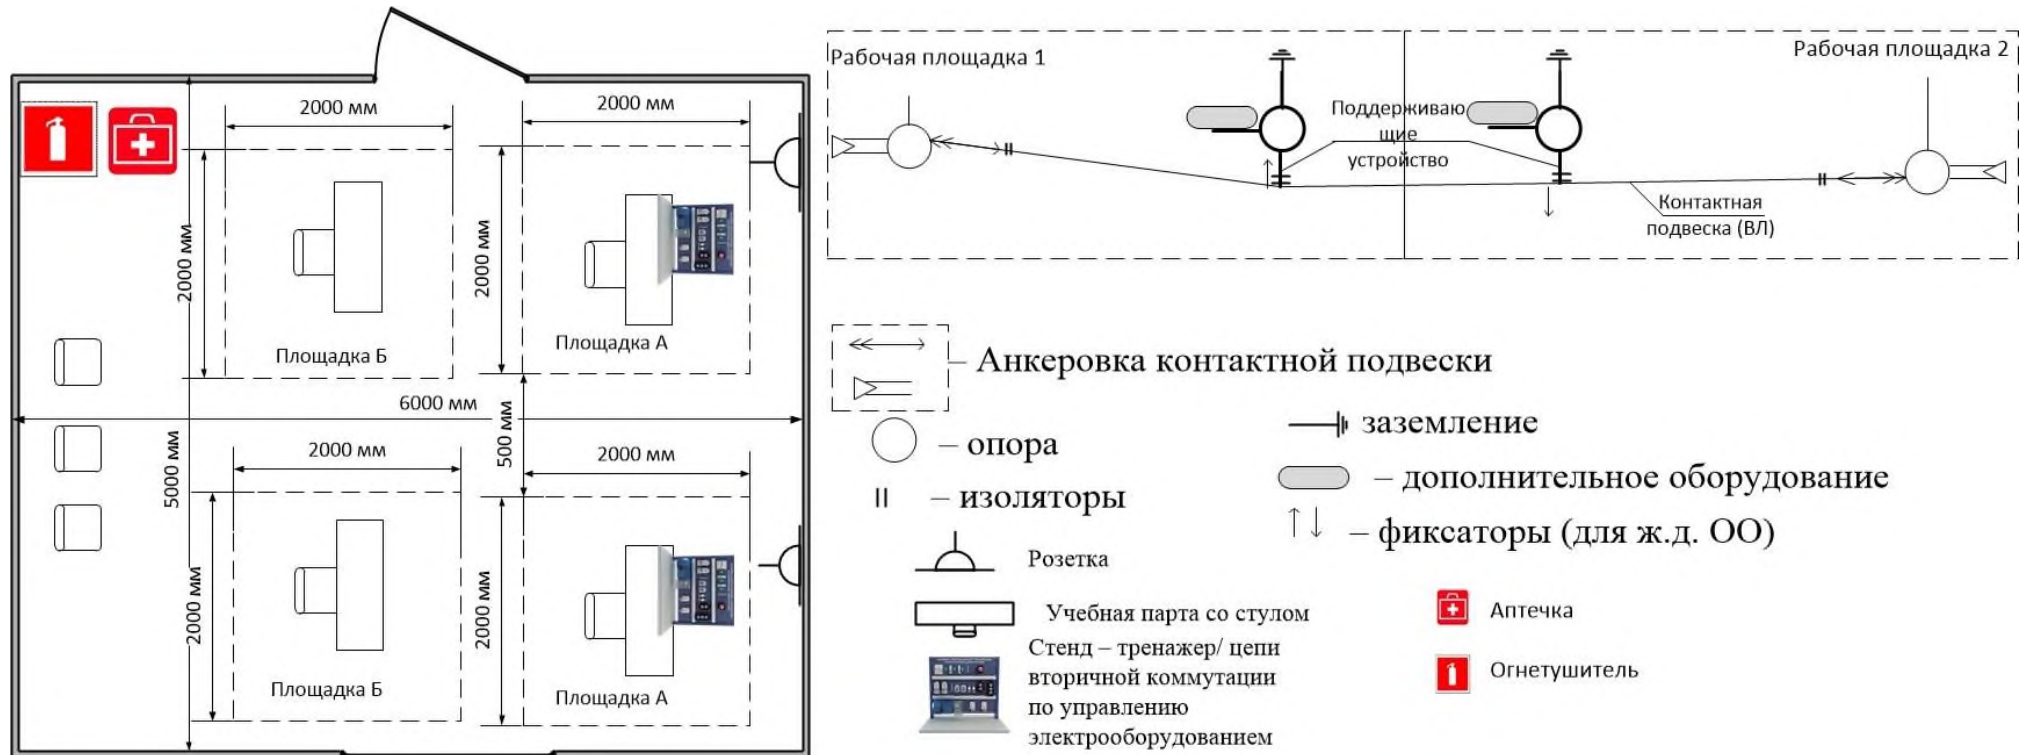 2000 мм
2000 мм
2000 мм
2000 мм
Площадка Б
Площадка А
6000 мм
500 мм
5000 мм
2000 мм
2000 мм
2000 мм
2000 мм
Площадка Б
Площадка А
Рабочая площадка 1
Рабочая площадка 2
Поддерживаю
щие
устройство
Контактная
подвеска (ВЛ)
– Анкеровка контактной подвески
– опора
– изоляторы
заземление
– дополнительное оборудование
– фиксаторы (для ж.д. ОО)
Розетка
Учебная парта со стулом
Стенд – тренажер/ цепи
вторичной коммутации
по управлению
электрооборудованием
Аптечка
Огнетушитель